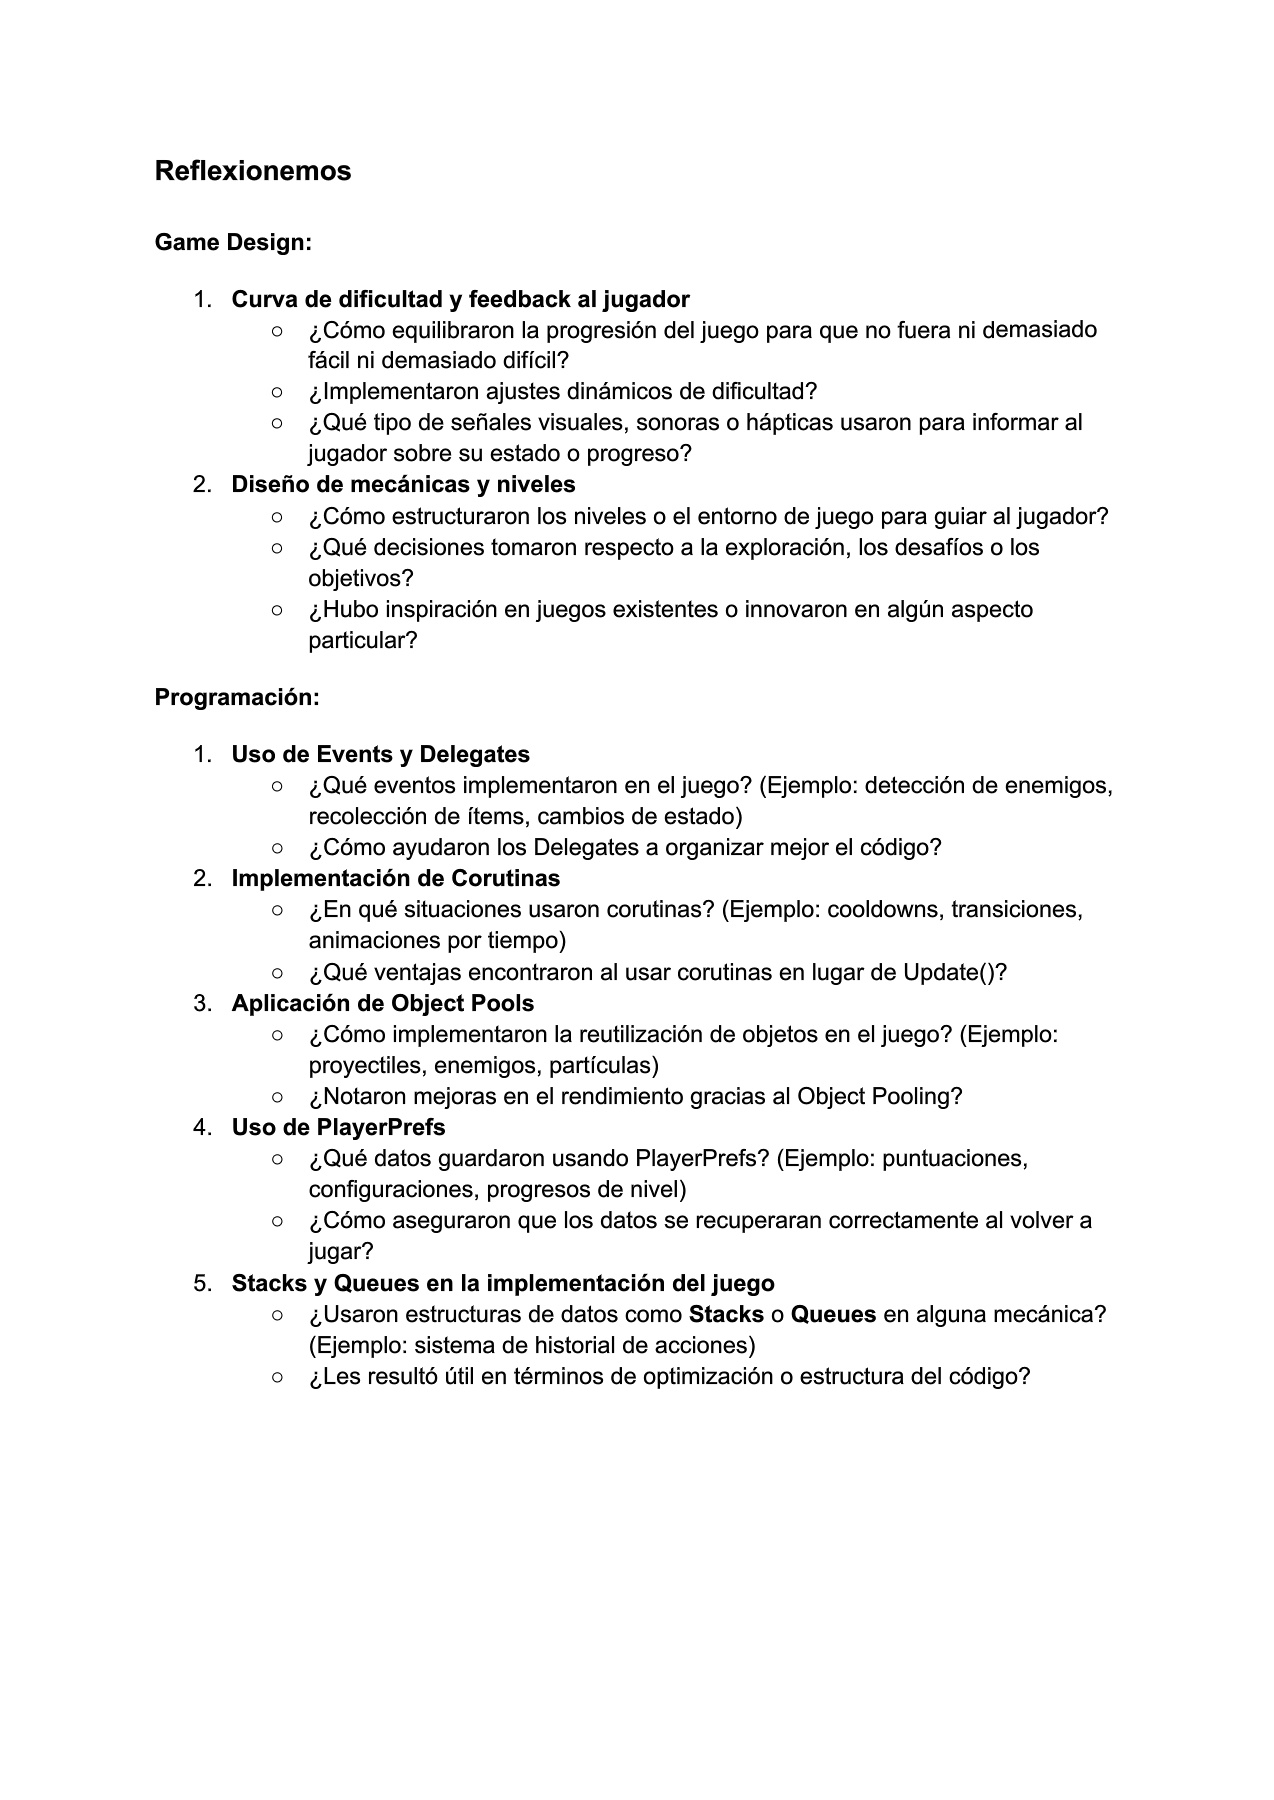 Reflexionemos
Game Design:
1. Curva de dificultad y feedback al jugador
○ ¿Cómo equilibraron la progresión del juego para que no fuera ni demasiado
fácil ni demasiado difícil?
○ ¿Implementaron ajustes dinámicos de dificultad?
○ ¿Qué tipo de señales visuales, sonoras o hápticas usaron para informar al
jugador sobre su estado o progreso?
2. Diseño de mecánicas y niveles
○ ¿Cómo estructuraron los niveles o el entorno de juego para guiar al jugador?
○ ¿Qué decisiones tomaron respecto a la exploración, los desafíos o los
objetivos?
○ ¿Hubo inspiración en juegos existentes o innovaron en algún aspecto
particular?
Programación:
1. Uso de Events y Delegates
○ ¿Qué eventos implementaron en el juego? (Ejemplo: detección de enemigos,
recolección de ítems, cambios de estado)
○ ¿Cómo ayudaron los Delegates a organizar mejor el código?
2. Implementación de Corutinas
○ ¿En qué situaciones usaron corutinas? (Ejemplo: cooldowns, transiciones,
animaciones por tiempo)
○ ¿Qué ventajas encontraron al usar corutinas en lugar de Update()?
3. Aplicación de Object Pools
○ ¿Cómo implementaron la reutilización de objetos en el juego? (Ejemplo:
proyectiles, enemigos, partículas)
○ ¿Notaron mejoras en el rendimiento gracias al Object Pooling?
4. Uso de PlayerPrefs
○ ¿Qué datos guardaron usando PlayerPrefs? (Ejemplo: puntuaciones,
configuraciones, progresos de nivel)
○ ¿Cómo aseguraron que los datos se recuperaran correctamente al volver a
jugar?
5. Stacks y Queues en la implementación del juego
○ ¿Usaron estructuras de datos como Stacks o Queues en alguna mecánica?
(Ejemplo: sistema de historial de acciones)
○ ¿Les resultó útil en términos de optimización o estructura del código?